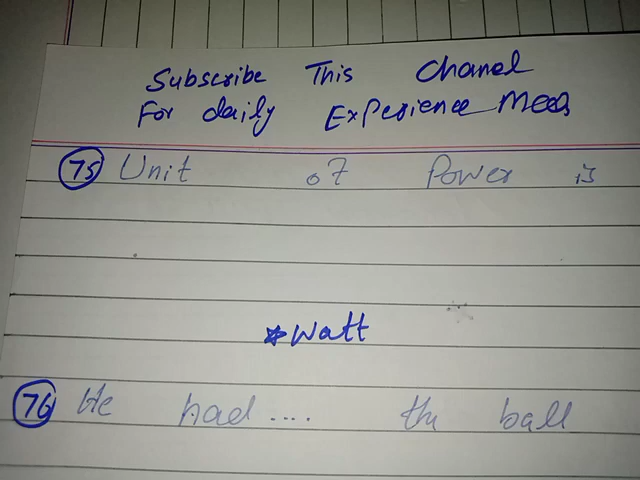 Subscribe This Chanel
For daily Experience Mcqs
75 Unit of Power is
*Watt
76 He had.... the ball